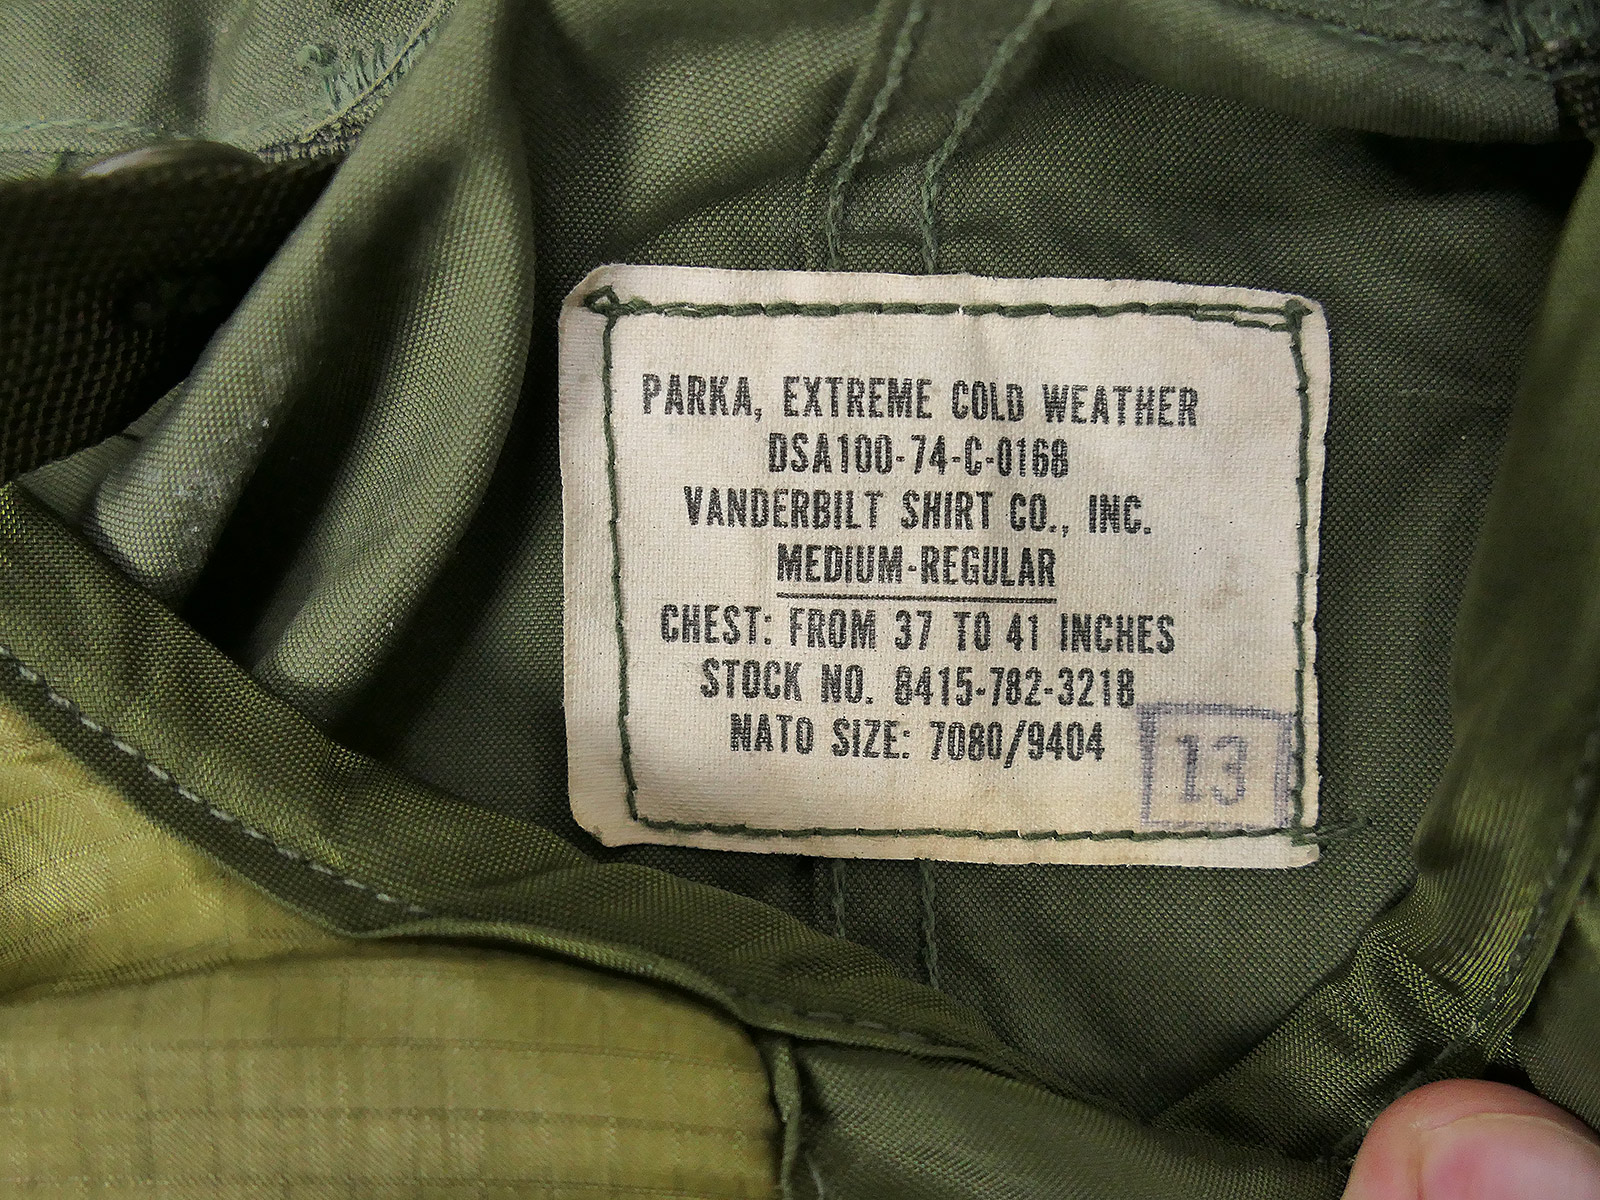 PARKA, EXTREME COLD WEATHER
DSA100-74-C-0168
VANDERBILT SHIRT CO., INC.
MEDIUM-REGULAR
CHEST: FROM 37 TO 41 INCHES
STOCK NO. 8415-782-3218
NATO SIZE: 7080/9404
13